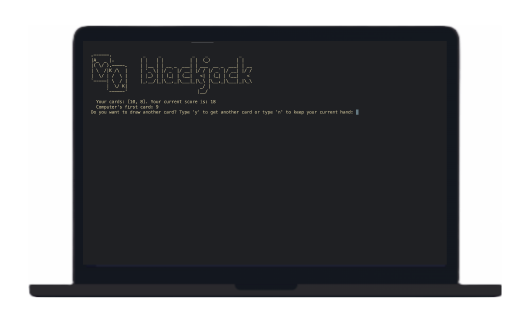 blackjack
Your cards: [10, 8], Your current score is: 18
Computer's first card: 9
Do you want to draw another card? Type 'y' to get another card or type 'n' to keep your current hand: